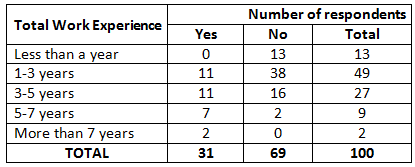 Total Work Experience Number of respondents
Yes No Total
Less than a year 0 13 13
1-3 years 11 38 49
3-5 years 11 16 27
5-7 years 7 2 9
More than 7 years 2 0 2
TOTAL 31 69 100